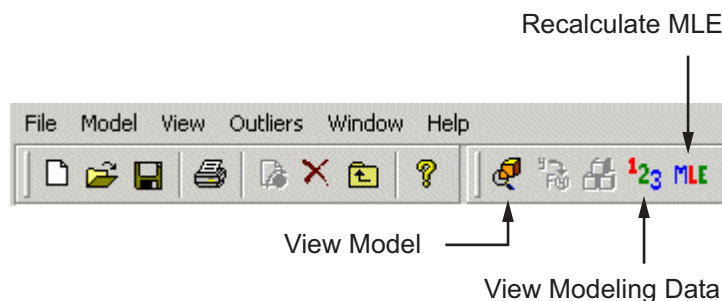 Recalculate MLE
File Model View Outliers Window Help
123 MLE
View Model
View Modeling Data